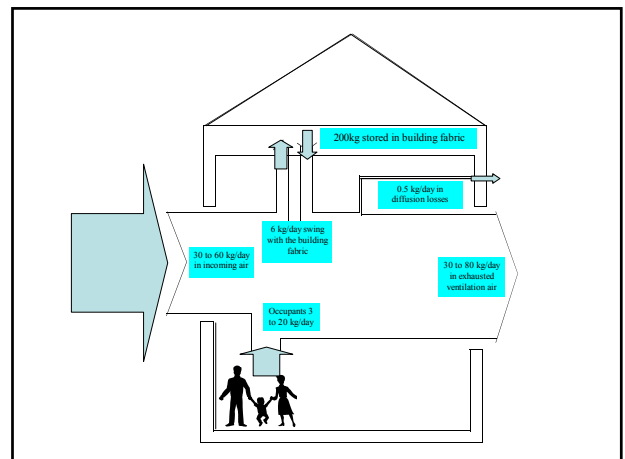 200kg stored in building fabric
0.5 kg/day in
diffusion losses
6 kg/day swing
with the building
fabric
30 to 60 kg/day
in incoming air
30 to 80 kg/day
in exhausted
ventilation air
Occupants 3
to 20 kg/day